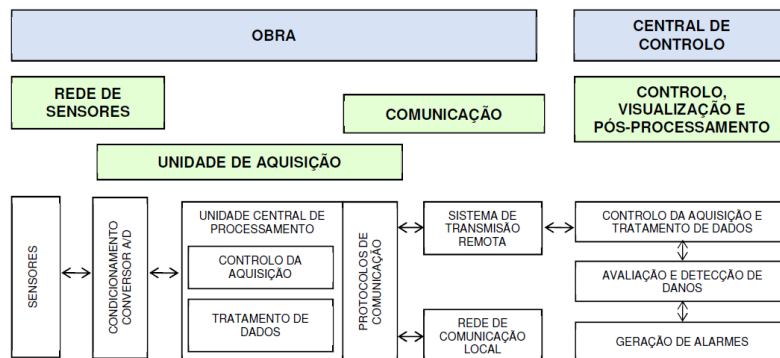 OBRA
CENTRAL DE
CONTROLO
REDE DE
SENSORES
COMUNICAÇÃO
CONTROLO,
VISUALIZAÇÃO E
PÓS-PROCESSAMENTO
UNIDADE DE AQUISIÇÃO
SENSORES
CONDICIONAMENTO
CONVERSOR A/D
UNIDADE CENTRAL DE
PROCESSAMENTO
CONTROLO DA
AQUISIÇÃO
TRATAMENTO DE
DADOS
PROTOCOLOS DE
COMUNICAÇÃO
SISTEMA DE
TRANSMISSÃO
REMOTA
REDE DE
COMUNICAÇÃO
LOCAL
CONTROLO DA AQUISIÇÃO E
TRATAMENTO DE DADOS
AVALIAÇÃO E DETECÇÃO DE
DANOS
GERAÇÃO DE ALARMES